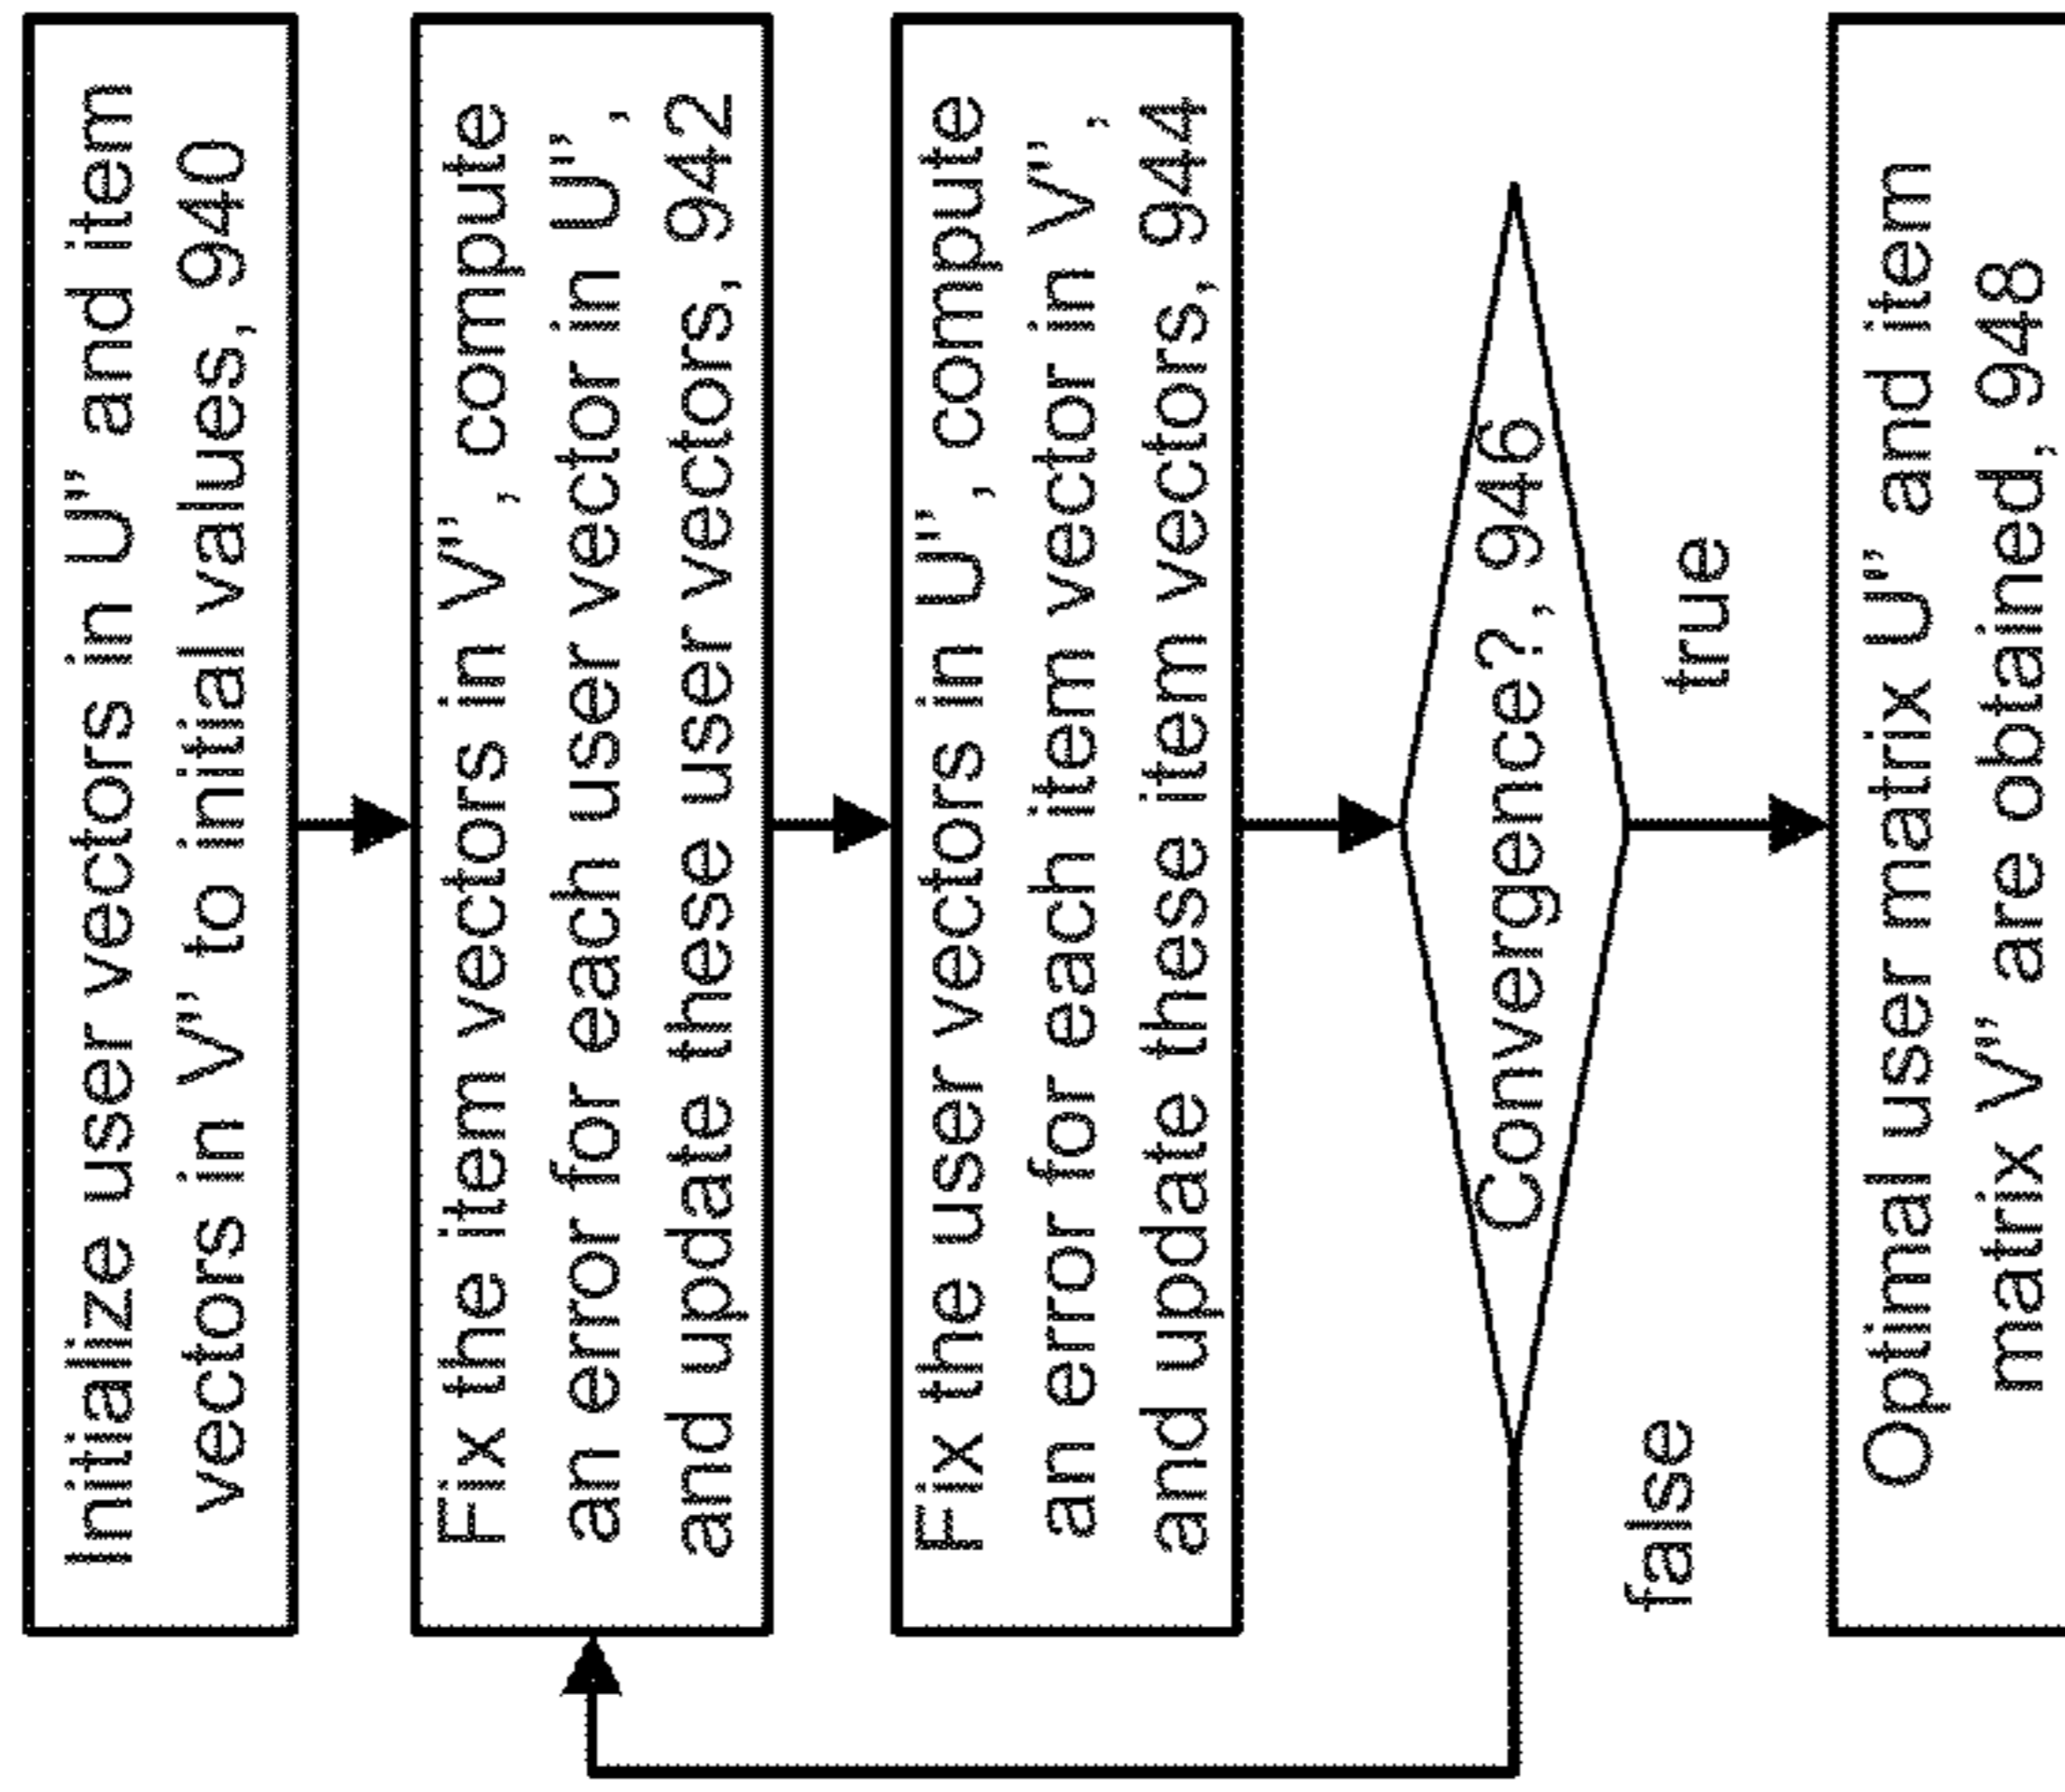 Initialize user vectors in U" and item
vectors in V" to initial values, 940
Fix the item vectors in V", compute
an error for each user vector in U",
and update these user vectors, 942
Fix the user vectors in U", compute
an error for each item vector in V",
and update these item vectors, 944
Convergence?, 946
false
true
Optimal user matrix U" and item
matrix V" are obtained, 948